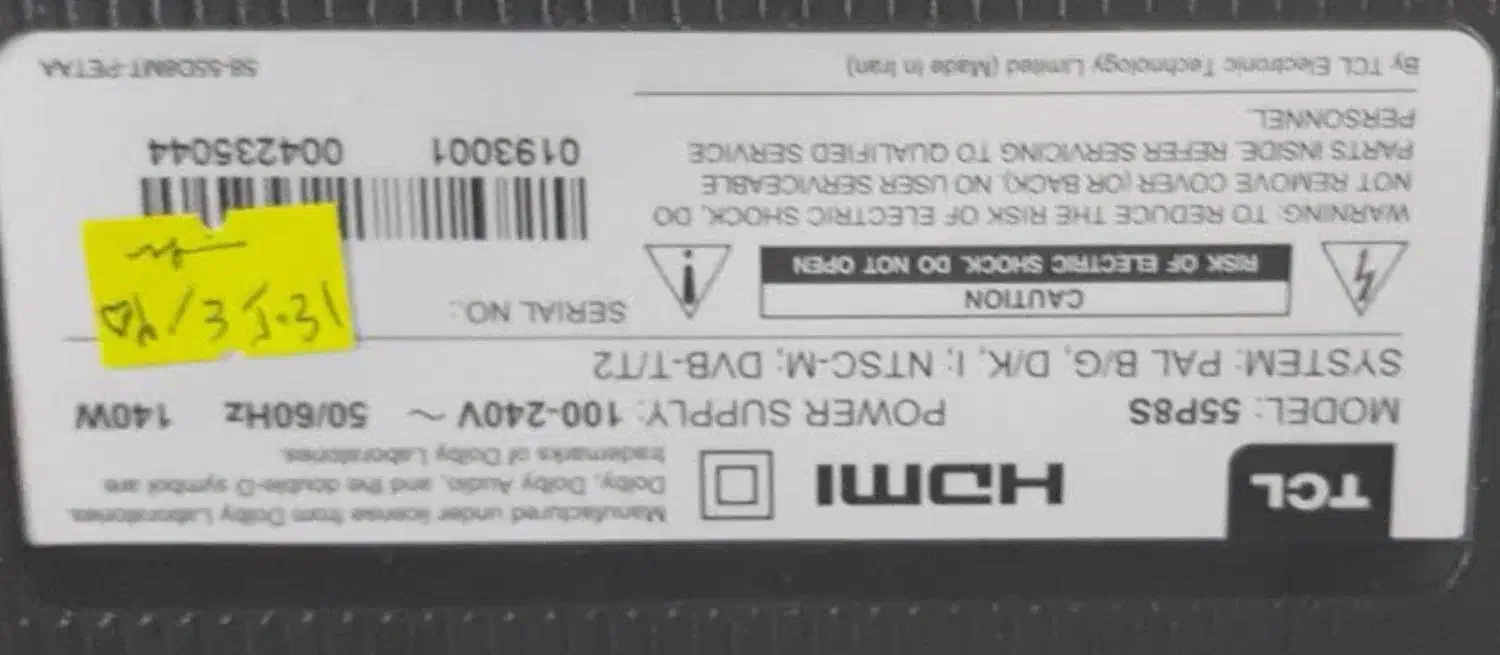 TCL
HDMI
Manufactured under license from Dolby Laboratories.
Dolby, Dolby Audio, and the double-D symbol are
trademarks of Dolby Laboratories.
MODEL: 55P8S POWER SUPPLY: 100-240V ~ 50/60Hz 140W
SYSTEM: PAL B/G, D/K, I; NTSC-M; DVB-T/T2
CAUTION
RISK OF ELECTRIC SHOCK, DO NOT OPEN
SERIAL NO.:
WARNING: TO REDUCE THE RISK OF ELECTRIC SHOCK, DO
NOT REMOVE COVER (OR BACK), NO USER SERVICEABLE
PARTS INSIDE. REFER SERVICING TO QUALIFIED SERVICE
PERSONNEL.
0193001 004235044
By TCL Electronic Technology Limited (Made in Iran)
58-55D8MT-PETAA